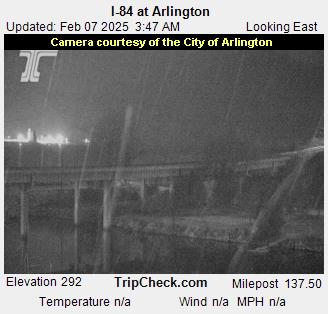 I-84 at Arlington
Updated: Feb 07 2025 3:47 AM Looking East
Camera courtesy of the City of Arlington
Elevation 292 TripCheck.com Milepost 137.50
Temperature n/a Wind n/a MPH n/a